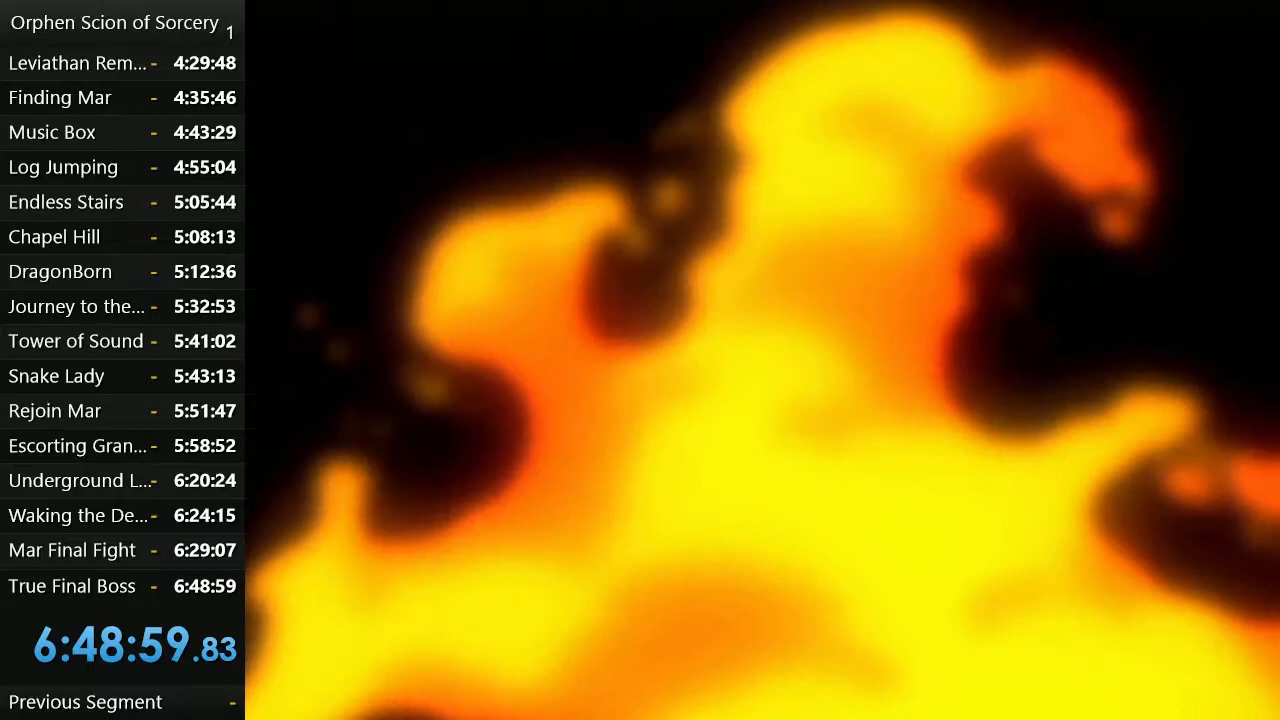 Orphen Scion of Sorcery 1
Leviathan Rem... - 4:29:48
Finding Mar - 4:35:46
Music Box - 4:43:29
Log Jumping - 4:55:04
Endless Stairs - 5:05:44
Chapel Hill - 5:08:13
DragonBorn - 5:12:36
Journey to the... - 5:32:53
Tower of Sound - 5:41:02
Snake Lady - 5:43:13
Rejoin Mar - 5:51:47
Escorting Gran... - 5:58:52
Underground L... - 6:20:24
Waking the De... - 6:24:15
Mar Final Fight - 6:29:07
True Final Boss - 6:48:59
6:48:59.83
Previous Segment -